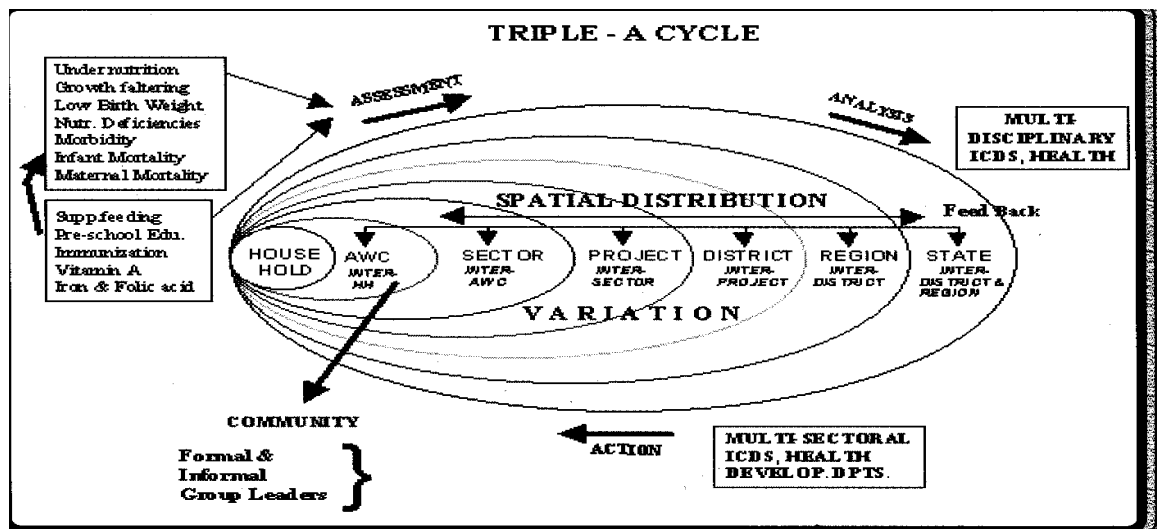 TRIPLE - A CYCLE
Under nutrition
Growth faltering
Low Birth Weight
Nutr. Deficiencies
Morbidity
Infant Mortality
Maternal Mortality
Supp.feeding
Pre-school Edu.
Immunization
Vitamin A
Iron & Folic acid
ASSESSMENT
ANALYSIS
MULTI-
DISCIPLINARY
ICDS, HEALTH
SPATIAL DISTRIBUTION
Feed Back
HOUSE
HOLD
AWC
INTER-
HH
SECTOR
INTER-
AWC
PROJECT
INTER-
SECTOR
DISTRICT
INTER-
PROJECT
REGION
INTER-
DISTRICT
STATE
INTER-
DISTRICT &
REGION
VARIATION
COMMUNITY
Formal &
Informal
Group Leaders
ACTION
MULTI-SECTORAL
ICDS, HEALTH
DEVELOP. DPTS.